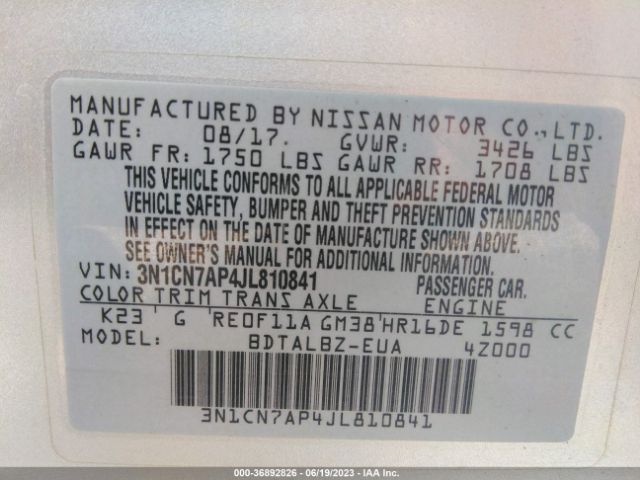 MANUFACTURED BY NISSAN MOTOR CO.,LTD.
DATE: 08/17. GVWR: 3426 LBS
GAWR FR: 1750 LBS GAWR RR: 1708 LBS
THIS VEHICLE CONFORMS TO ALL APPLICABLE FEDERAL MOTOR
VEHICLE SAFETY, BUMPER AND THEFT PREVENTION STANDARDS
IN EFFECT ON THE DATE OF MANUFACTURE SHOWN ABOVE.
SEE OWNER'S MANUAL FOR ADDITIONAL INFORMATION.
VIN: 3N1CN7AP4JL810841 PASSENGER CAR.
COLOR TRIM TRANS AXLE ENGINE
K23 ' G 'RE0F11A GM38'HR16DE 1598 CC
MODEL: BDTALBZ-EUA 4Z000
3N1CN7AP4JL810841
000-36892826 - 06/19/2023 - IAA Inc.